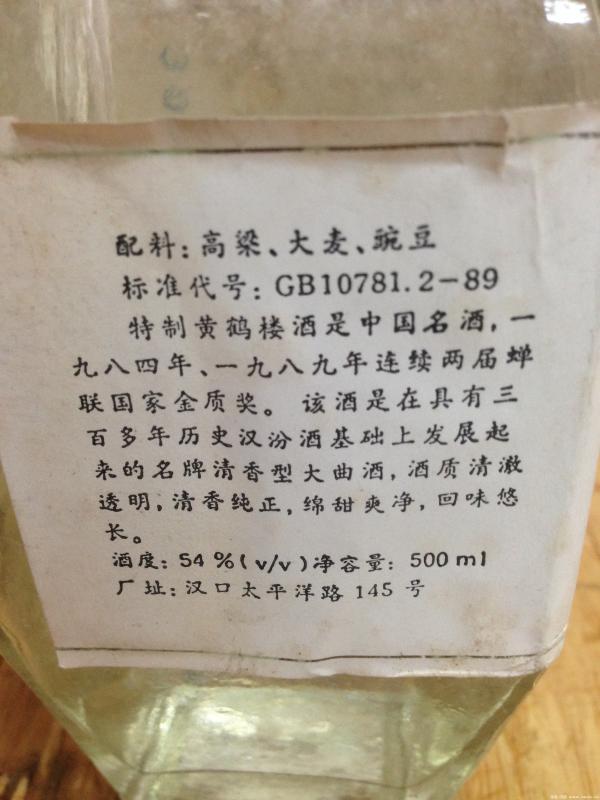 配料:高梁、大麦、豌豆
标准代号:GB10781.2-89
特制黄鹤楼酒是中国名酒,一
九八四年、一九八九年连续两届蝉
联国家金质奖。该酒是在具有三
百多年历史汉汾酒基础上发展起
来的名牌清香型大曲酒,酒质清澈
透明,清香纯正,绵甜爽净,回味悠
长。
酒度:54%(v/v)净容量:500ml
厂址:汉口太平洋路145号